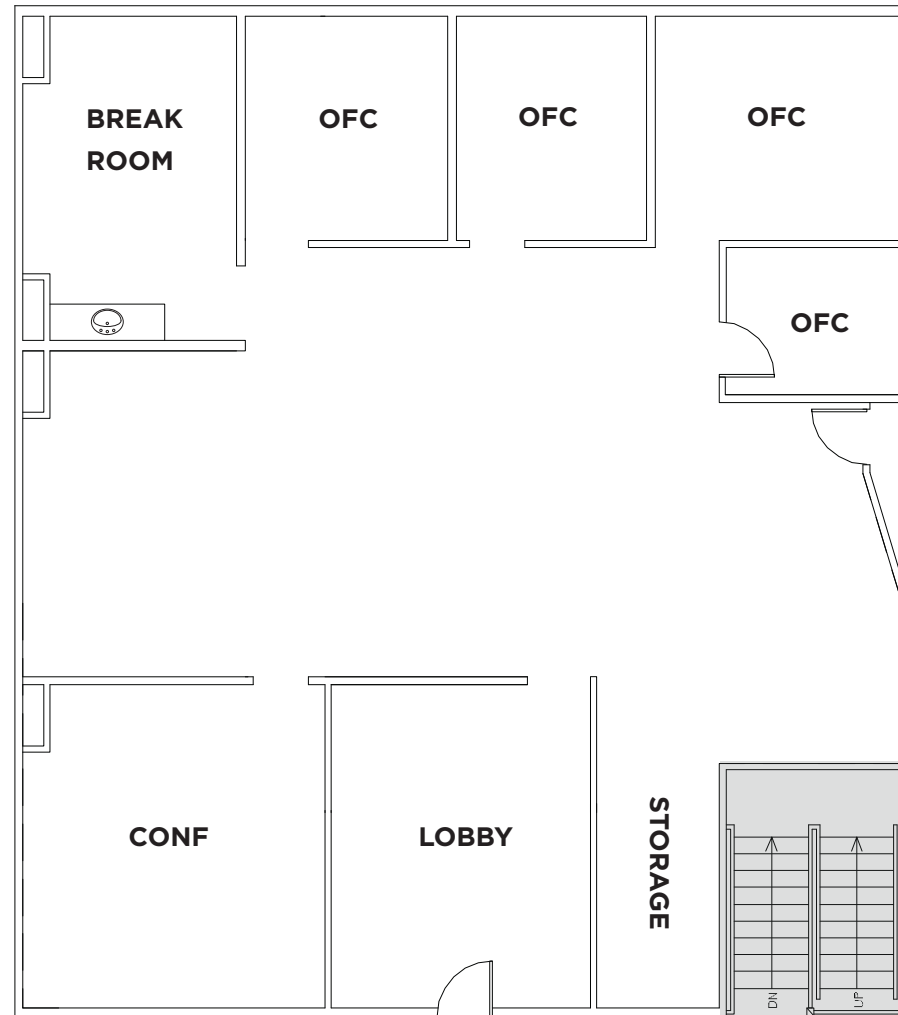 BREAK
ROOM
OFC
OFC
OFC
OFC
CONF
LOBBY
STORAGE
DN
UP